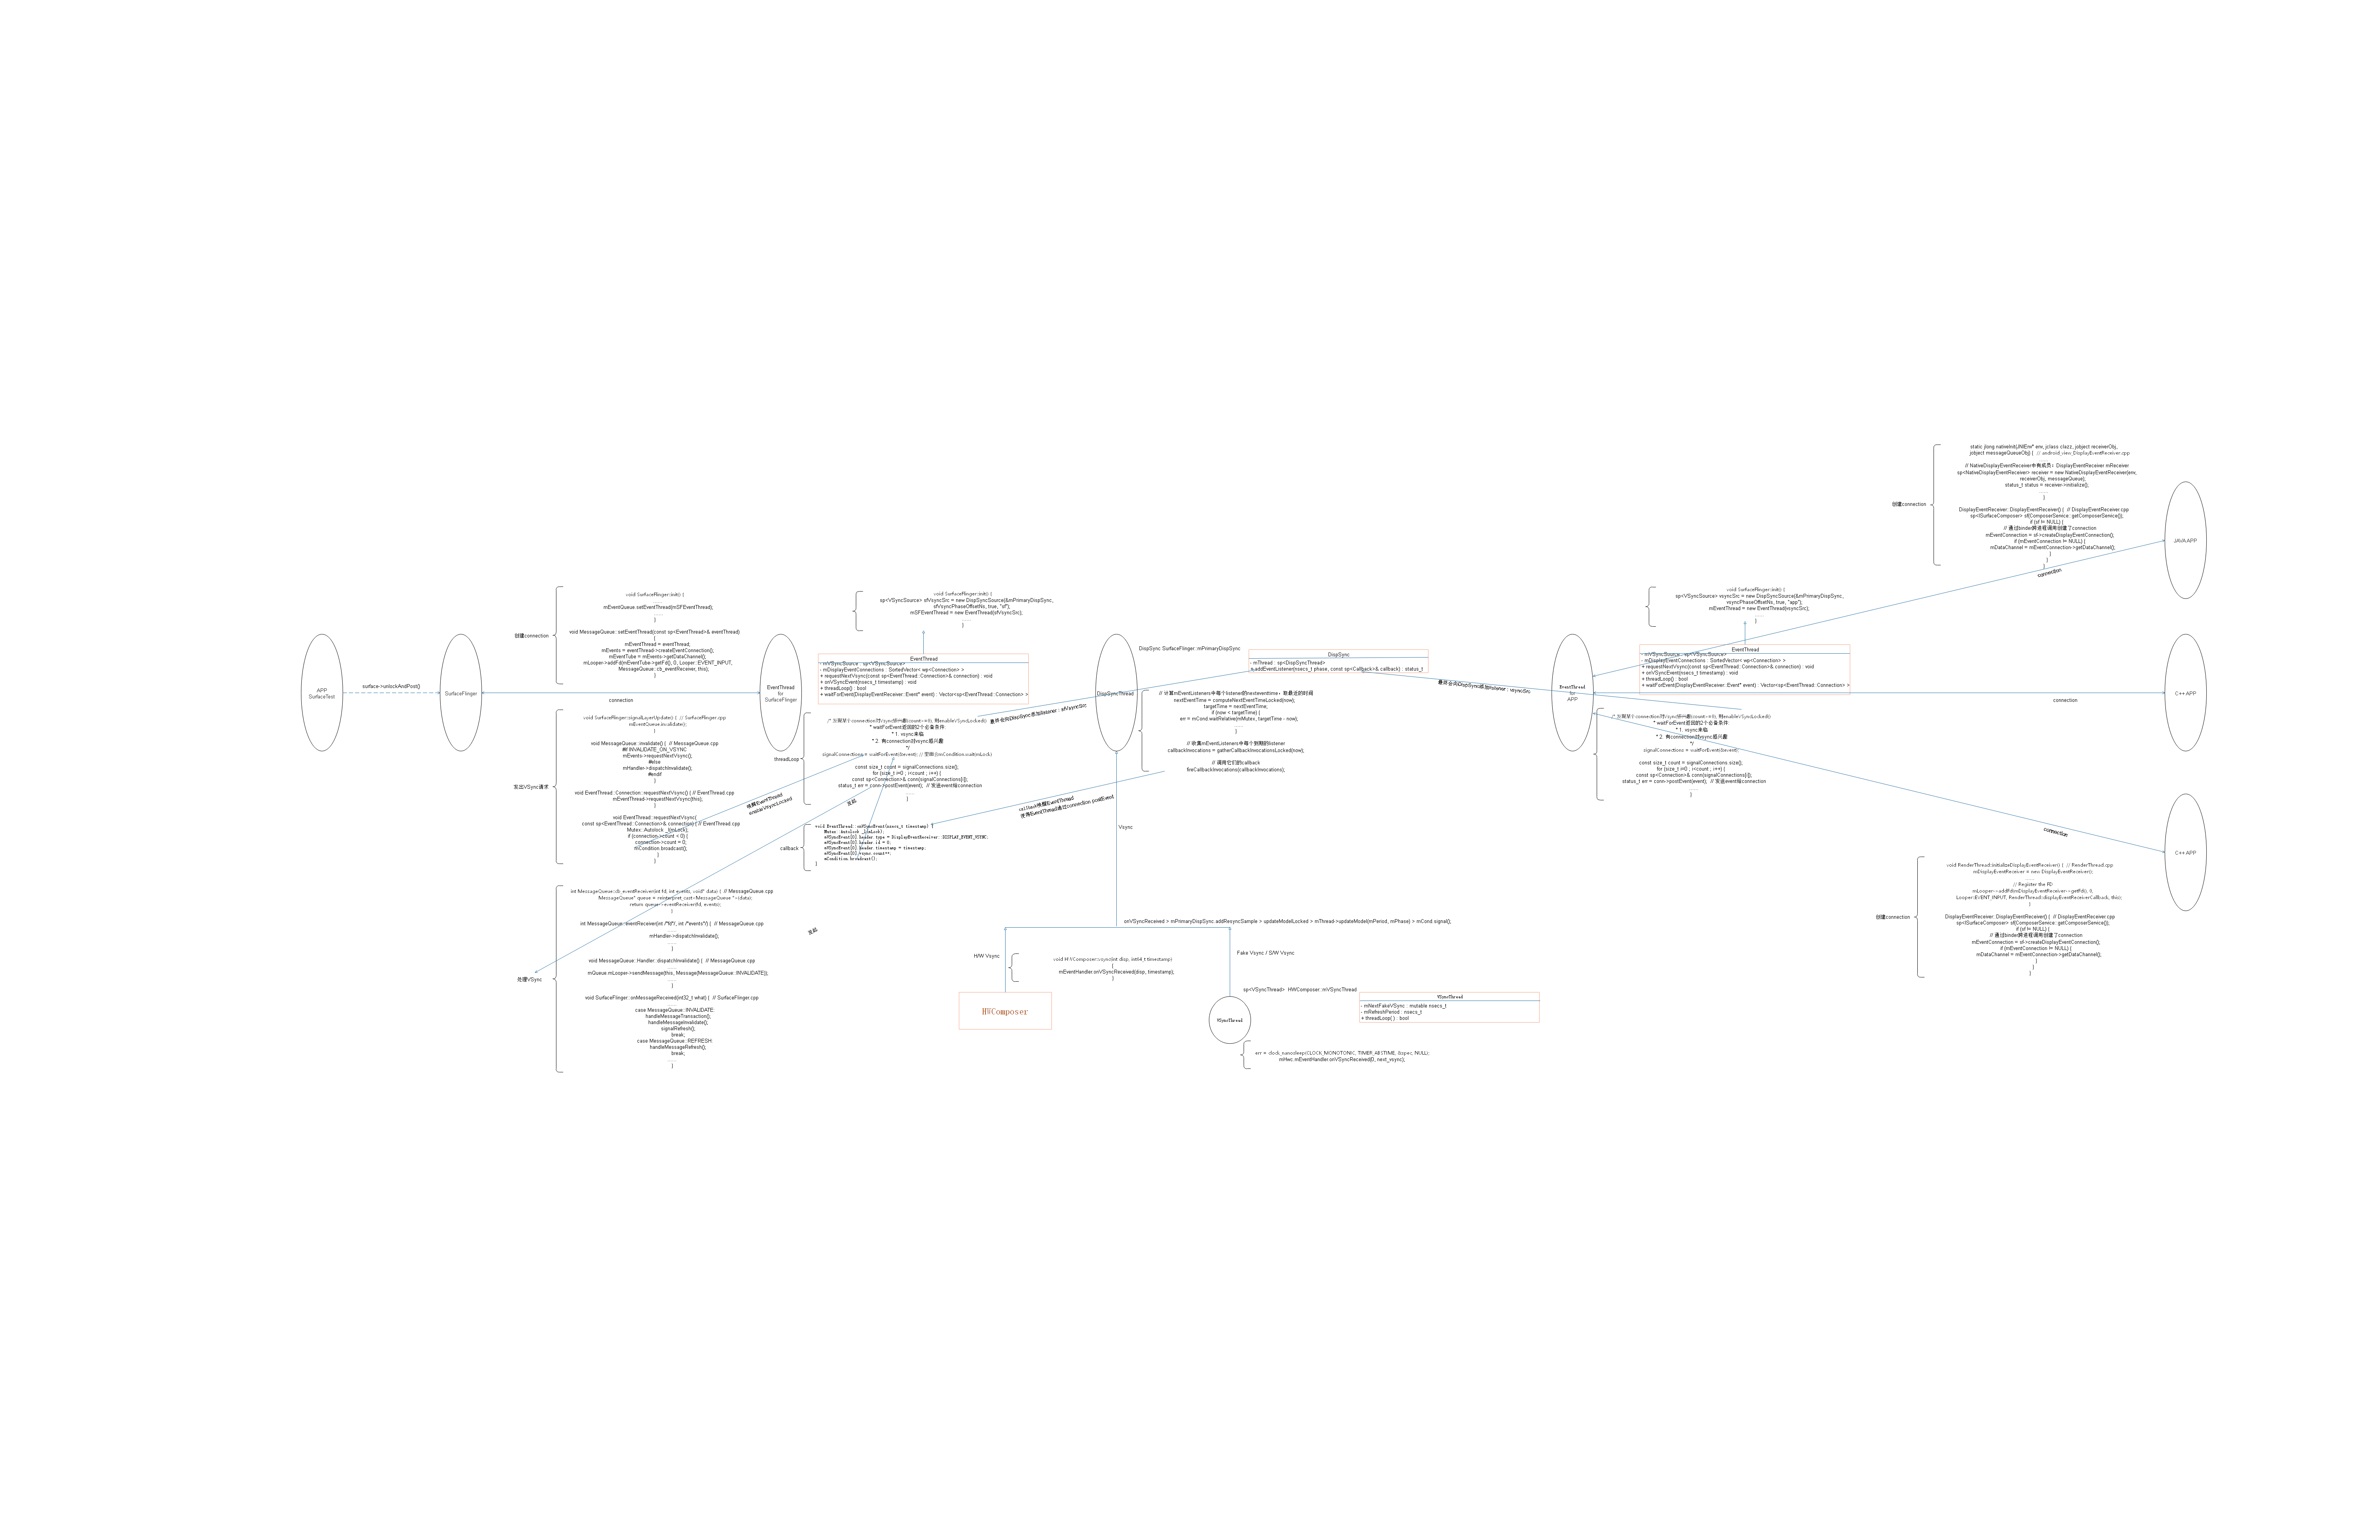 APP
SurfaceTest
surface->unlockAndPost()
SurfaceFlinger
创建connection
void SurfaceFlinger::init() {
......
mEventQueue.setEventThread(mSFEventThread);
......
}
void MessageQueue::setEventThread(const sp<EventThread>& eventThread)
{
mEventThread = eventThread;
mEvents = eventThread->createEventConnection();
mEventTube = mEvents->getDataChannel();
mLooper->addFd(mEventTube->getFd(), 0, Looper::EVENT_INPUT,
MessageQueue::cb_eventReceiver, this);
}
connection
发出VSync请求
void SurfaceFlinger::signalLayerUpdate() {  // SurfaceFlinger.cpp
mEventQueue.invalidate();
}
void MessageQueue::invalidate() {  // MessageQueue.cpp
#if INVALIDATE_ON_VSYNC
mEvents->requestNextVsync();
#else
mHandler->dispatchInvalidate();
#endif
}
void EventThread::Connection::requestNextVsync() { // EventThread.cpp
mEventThread->requestNextVsync(this);
}
void EventThread::requestNextVsync(
const sp<EventThread::Connection>& connection) { // EventThread.cpp
Mutex::Autolock _l(mLock);
if (connection->count < 0) {
connection->count = 0;
mCondition.broadcast();
}
}
处理VSync
int MessageQueue::cb_eventReceiver(int fd, int events, void* data) {  // MessageQueue.cpp
MessageQueue* queue = reinterpret_cast<MessageQueue *>(data);
return queue->eventReceiver(fd, events);
}
int MessageQueue::eventReceiver(int /*fd*/, int /*events*/) {  // MessageQueue.cpp
......
mHandler->dispatchInvalidate();
......
}
void MessageQueue::Handler::dispatchInvalidate() {  // MessageQueue.cpp
......
mQueue.mLooper->sendMessage(this, Message(MessageQueue::INVALIDATE));
......
}
void SurfaceFlinger::onMessageReceived(int32_t what) {  // SurfaceFlinger.cpp
......
case MessageQueue::INVALIDATE:
handleMessageTransaction();
handleMessageInvalidate();
signalRefresh();
break;
case MessageQueue::REFRESH:
handleMessageRefresh();
break;
......
}
EventThread
for
SurfaceFlinger
void SurfaceFlinger::init() {
sp<VSyncSource> sfVsyncSrc = new DispSyncSource(&mPrimaryDispSync,
sfVsyncPhaseOffsetNs, true, "sf");
mSFEventThread = new EventThread(sfVsyncSrc);
......
}
EventThread
- mVSyncSource : sp<VSyncSource>
- mDisplayEventConnections : SortedVector< wp<Connection> >
+ requestNextVsync(const sp<EventThread::Connection>& connection) : void
+ onVSyncEvent(nsecs_t timestamp) : void
+ threadLoop() : bool
+ waitForEvent(DisplayEventReceiver::Event* event) : Vector<sp<EventThread::Connection> >
最终会向DispSync添加listener : sfVsyncSrc
threadLoop
/* 发现某个connection对Vsync感兴趣(count>=0), 则enableVSyncLocked()
* waitForEvent返回的2个必备条件:
* 1. vsync来临
* 2. 有connection对vsync感兴趣
*/
signalConnections = waitForEvent(&event); // 里面有mCondition.wait(mLock)
const size_t count = signalConnections.size();
for (size_t i=0 ; i<count ; i++) {
const sp<Connection>& conn(signalConnections[i]);
status_t err = conn->postEvent(event);  // 发送event给connection
......
}
唤醒EventThread
enableVsyncLocked
发起
callback唤醒EventThread
使得EventThread通过connection postEvent
callback
void EventThread::onVSyncEvent(nsecs_t timestamp) {
Mutex::Autolock _l(mLock);
mVSyncEvent[0].header.type = DisplayEventReceiver::DISPLAY_EVENT_VSYNC;
mVSyncEvent[0].header.id = 0;
mVSyncEvent[0].header.timestamp = timestamp;
mVSyncEvent[0].vsync.count++;
mCondition.broadcast();
}
发起
DispSyncThread
DispSync SurfaceFlinger::mPrimaryDispSync
DispSync
- mThread : sp<DispSyncThread>
+ addEventListener(nsecs_t phase, const sp<Callback>& callback) : status_t
// 计算mEventListeners中每个listener的nexteventtime，取最近的时间
nextEventTime = computeNextEventTimeLocked(now);
targetTime = nextEventTime;
if (now < targetTime) {
err = mCond.waitRelative(mMutex, targetTime - now);
......
}
// 收集mEventListeners中每个到期的listener
callbackInvocations = gatherCallbackInvocationsLocked(now);
// 调用它们的callback
fireCallbackInvocations(callbackInvocations);
最终会向DispSync添加listener : vsyncSrc
Vsync
onVSyncReceived > mPrimaryDispSync.addResyncSample > updateModelLocked > mThread->updateModel(mPeriod, mPhase) > mCond.signal();
H/W Vsync
void HWComposer::vsync(int disp, int64_t timestamp)
{
mEventHandler.onVSyncReceived(disp, timestamp);
}
HWComposer
Fake Vsync / S/W Vsync
sp<VSyncThread>  HWComposer::mVSyncThread
VSyncThread
VSyncThread
- mNextFakeVSync : mutable nsecs_t
- mRefreshPeriod : nsecs_t
+ threadLoop( ) : bool
err = clock_nanosleep(CLOCK_MONOTONIC, TIMER_ABSTIME, &spec, NULL);
mHwc.mEventHandler.onVSyncReceived(0, next_vsync);
EventThread
for
APP
void SurfaceFlinger::init() {
sp<VSyncSource> vsyncSrc = new DispSyncSource(&mPrimaryDispSync,
vsyncPhaseOffsetNs, true, "app");
mEventThread = new EventThread(vsyncSrc);
......
}
EventThread
- mVSyncSource : sp<VSyncSource>
- mDisplayEventConnections : SortedVector< wp<Connection> >
+ requestNextVsync(const sp<EventThread::Connection>& connection) : void
+ onVSyncEvent(nsecs_t timestamp) : void
+ threadLoop() : bool
+ waitForEvent(DisplayEventReceiver::Event* event) : Vector<sp<EventThread::Connection> >
/* 发现某个connection对Vsync感兴趣(count>=0), 则enableVSyncLocked()
* waitForEvent返回的2个必备条件:
* 1. vsync来临
* 2. 有connection对vsync感兴趣
*/
signalConnections = waitForEvent(&event);
const size_t count = signalConnections.size();
for (size_t i=0 ; i<count ; i++) {
const sp<Connection>& conn(signalConnections[i]);
status_t err = conn->postEvent(event);  // 发送event给connection
......
}
创建connection
static jlong nativeInit(JNIEnv* env, jclass clazz, jobject receiverObj,
jobject messageQueueObj) {  // android_view_DisplayEventReceiver.cpp
......
// NativeDisplayEventReceiver中有成员：DisplayEventReceiver mReceiver
sp<NativeDisplayEventReceiver> receiver = new NativeDisplayEventReceiver(env,
receiverObj, messageQueue);
status_t status = receiver->initialize();
......
}
DisplayEventReceiver::DisplayEventReceiver() {  // DisplayEventReceiver.cpp
sp<ISurfaceComposer> sf(ComposerService::getComposerService());
if (sf != NULL) {
// 通过binder跨进程调用创建了connection
mEventConnection = sf->createDisplayEventConnection();
if (mEventConnection != NULL) {
mDataChannel = mEventConnection->getDataChannel();
}
}
}
connection
JAVA APP
connection
C++ APP
connection
C++ APP
创建connection
void RenderThread::initializeDisplayEventReceiver() {  // RenderThread.cpp
mDisplayEventReceiver = new DisplayEventReceiver();
......
// Register the FD
mLooper->addFd(mDisplayEventReceiver->getFd(), 0,
Looper::EVENT_INPUT, RenderThread::displayEventReceiverCallback, this);
}
DisplayEventReceiver::DisplayEventReceiver() {  // DisplayEventReceiver.cpp
sp<ISurfaceComposer> sf(ComposerService::getComposerService());
if (sf != NULL) {
// 通过binder跨进程调用创建了connection
mEventConnection = sf->createDisplayEventConnection();
if (mEventConnection != NULL) {
mDataChannel = mEventConnection->getDataChannel();
}
}
}